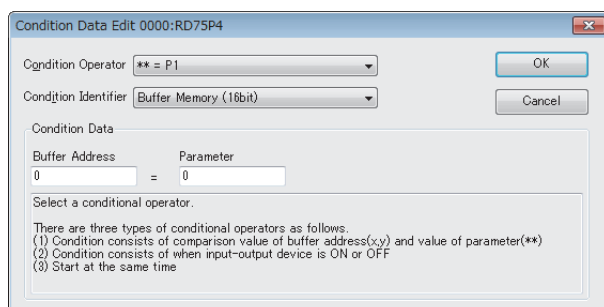 Condition Data Edit 0000:RD75P4
Condition Operator ** = P1
OK
Condition Identifier Buffer Memory (16bit)
Cancel
Condition Data
Buffer Address Parameter
0 = 0
Select a conditional operator.
There are three types of conditional operators as follows.
(1) Condition consists of comparison value of buffer address(x,y) and value of parameter(**)
(2) Condition consists of when input-output device is ON or OFF
(3) Start at the same time